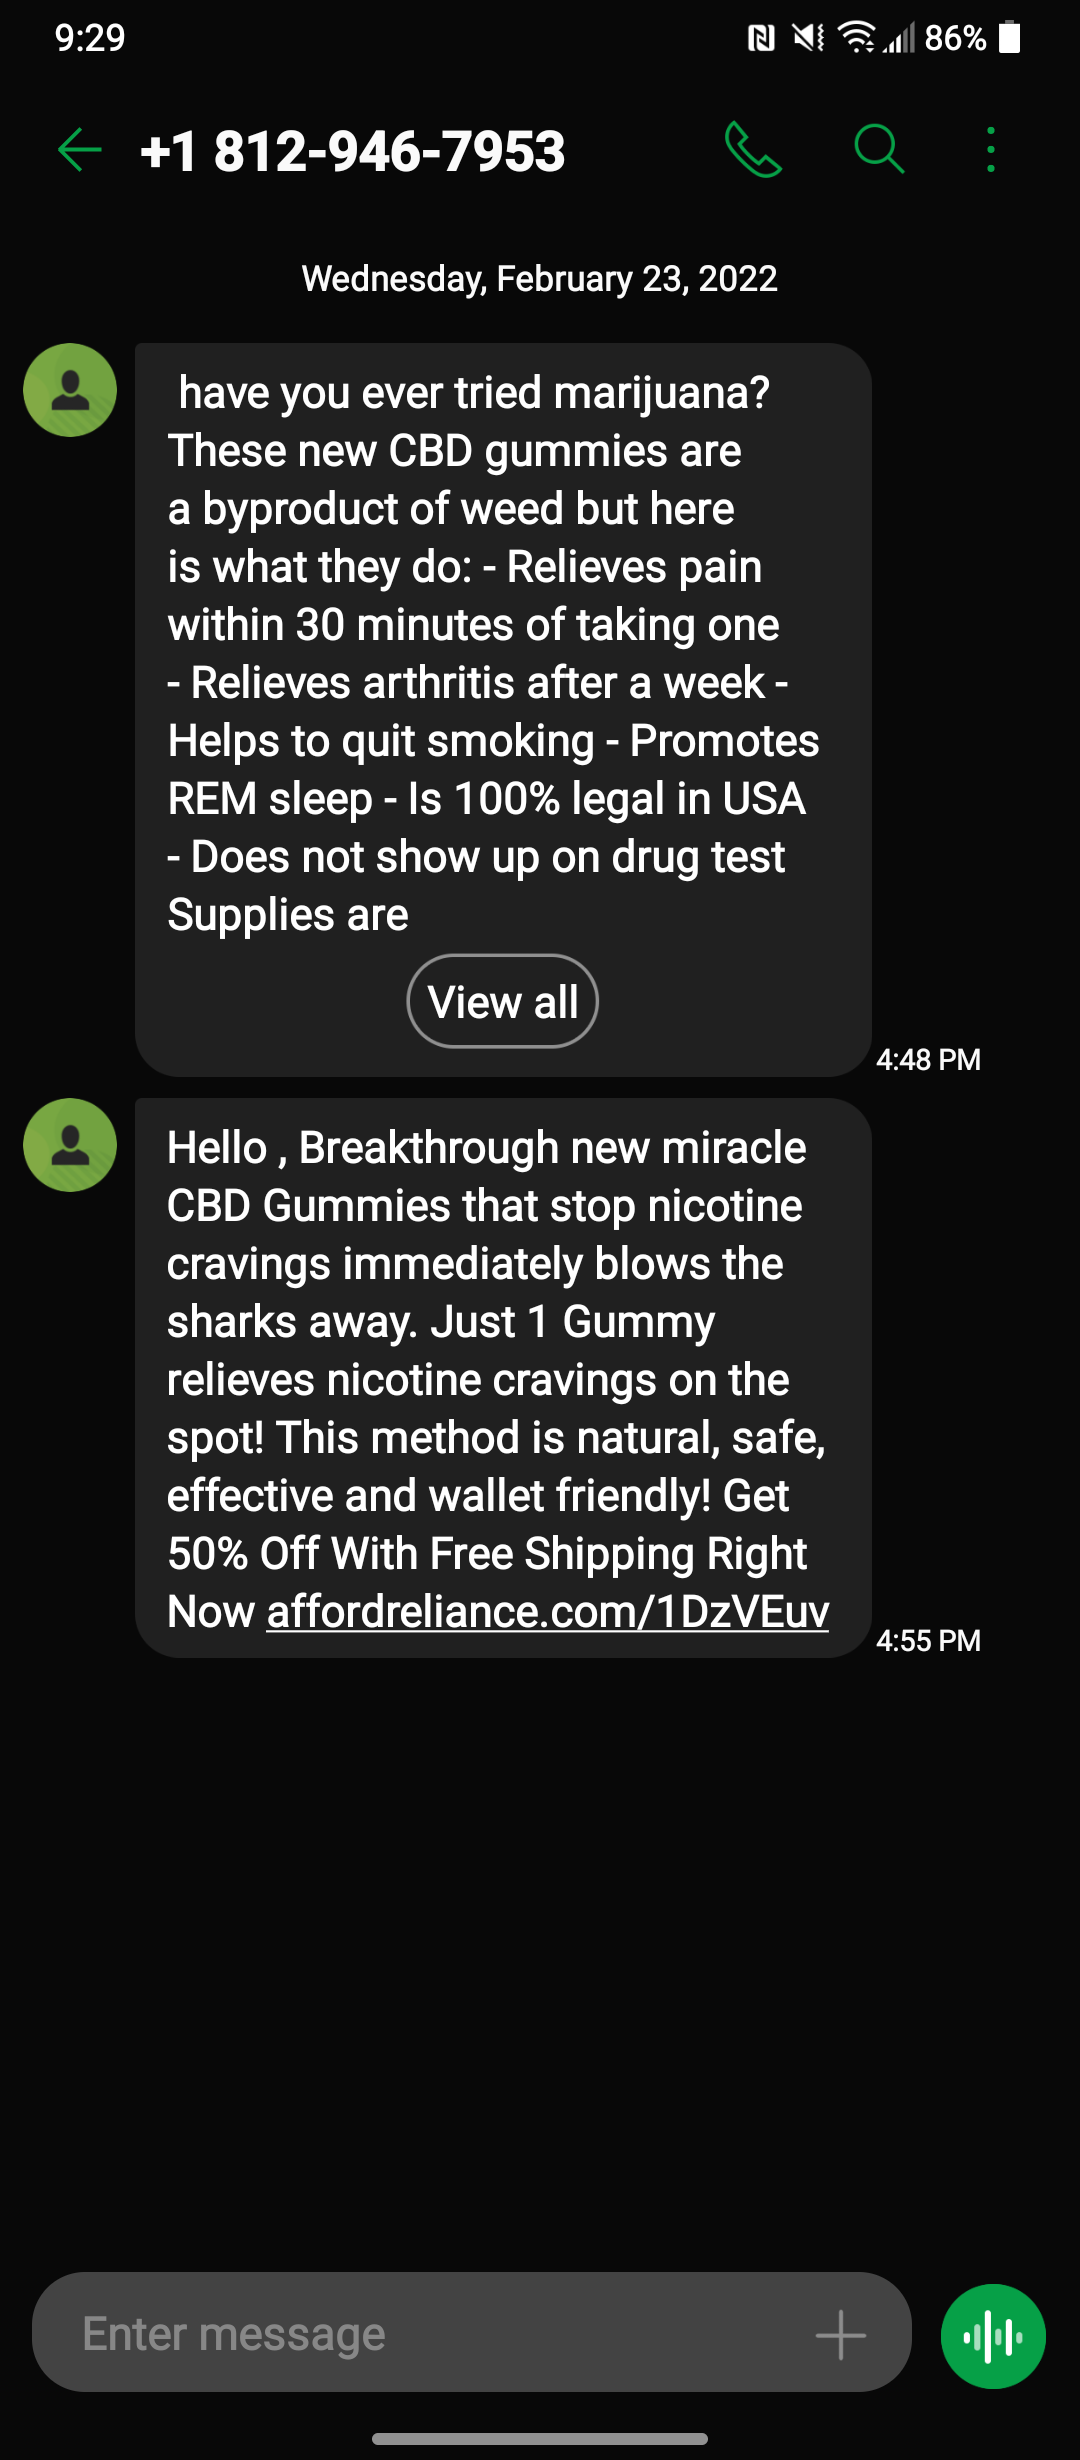 9:29
86%
+1 812-946-7953
Wednesday, February 23, 2022
have you ever tried marijuana?
These new CBD gummies are
a byproduct of weed but here
is what they do: - Relieves pain
within 30 minutes of taking one
- Relieves arthritis after a week -
Helps to quit smoking - Promotes
REM sleep - Is 100% legal in USA
- Does not show up on drug test
Supplies are
View all
4:48 PM
Hello , Breakthrough new miracle
CBD Gummies that stop nicotine
cravings immediately blows the
sharks away. Just 1 Gummy
relieves nicotine cravings on the
spot! This method is natural, safe,
effective and wallet friendly! Get
50% Off With Free Shipping Right
Now affordreliance.com/1DzVEuv
4:55 PM
Enter message